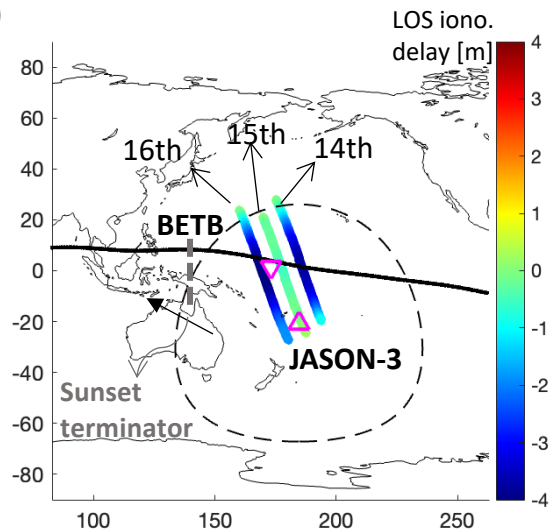 )
LOS iono.
delay [m]
80
60
40
20
0
-20
-40
-60
-80
100
150
200
250
4
3
2
1
0
-1
-2
-3
-4
16th
15th
14th
BETB
JASON-3
Sunset
terminator